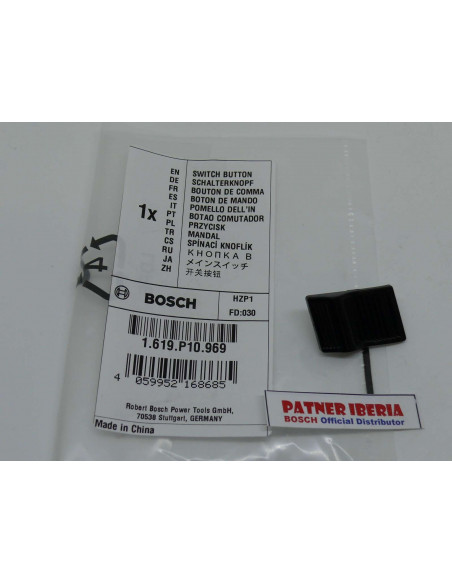 1x
EN SWITCH BUTTON
DE SCHALTERKNOPF
FR BOUTON DE COMMA
ES BOTON DE MANDO
IT POMELLO DELL'IN
PT BOTAO COMUTADOR
PL PRZYCISK
TR MANDAL
CS SPÍNACÍ KNOFLÍK
RU КНОПКА В
JA メインスイッチ
ZH 开关按钮
4
BOSCH
HZP1
FD:030
1.619.P10.969
4 059952 168685
Robert Bosch Power Tools GmbH,
70538 Stuttgart, GERMANY
Made in China
PATNER IBERIA
BOSCH Official Distributor